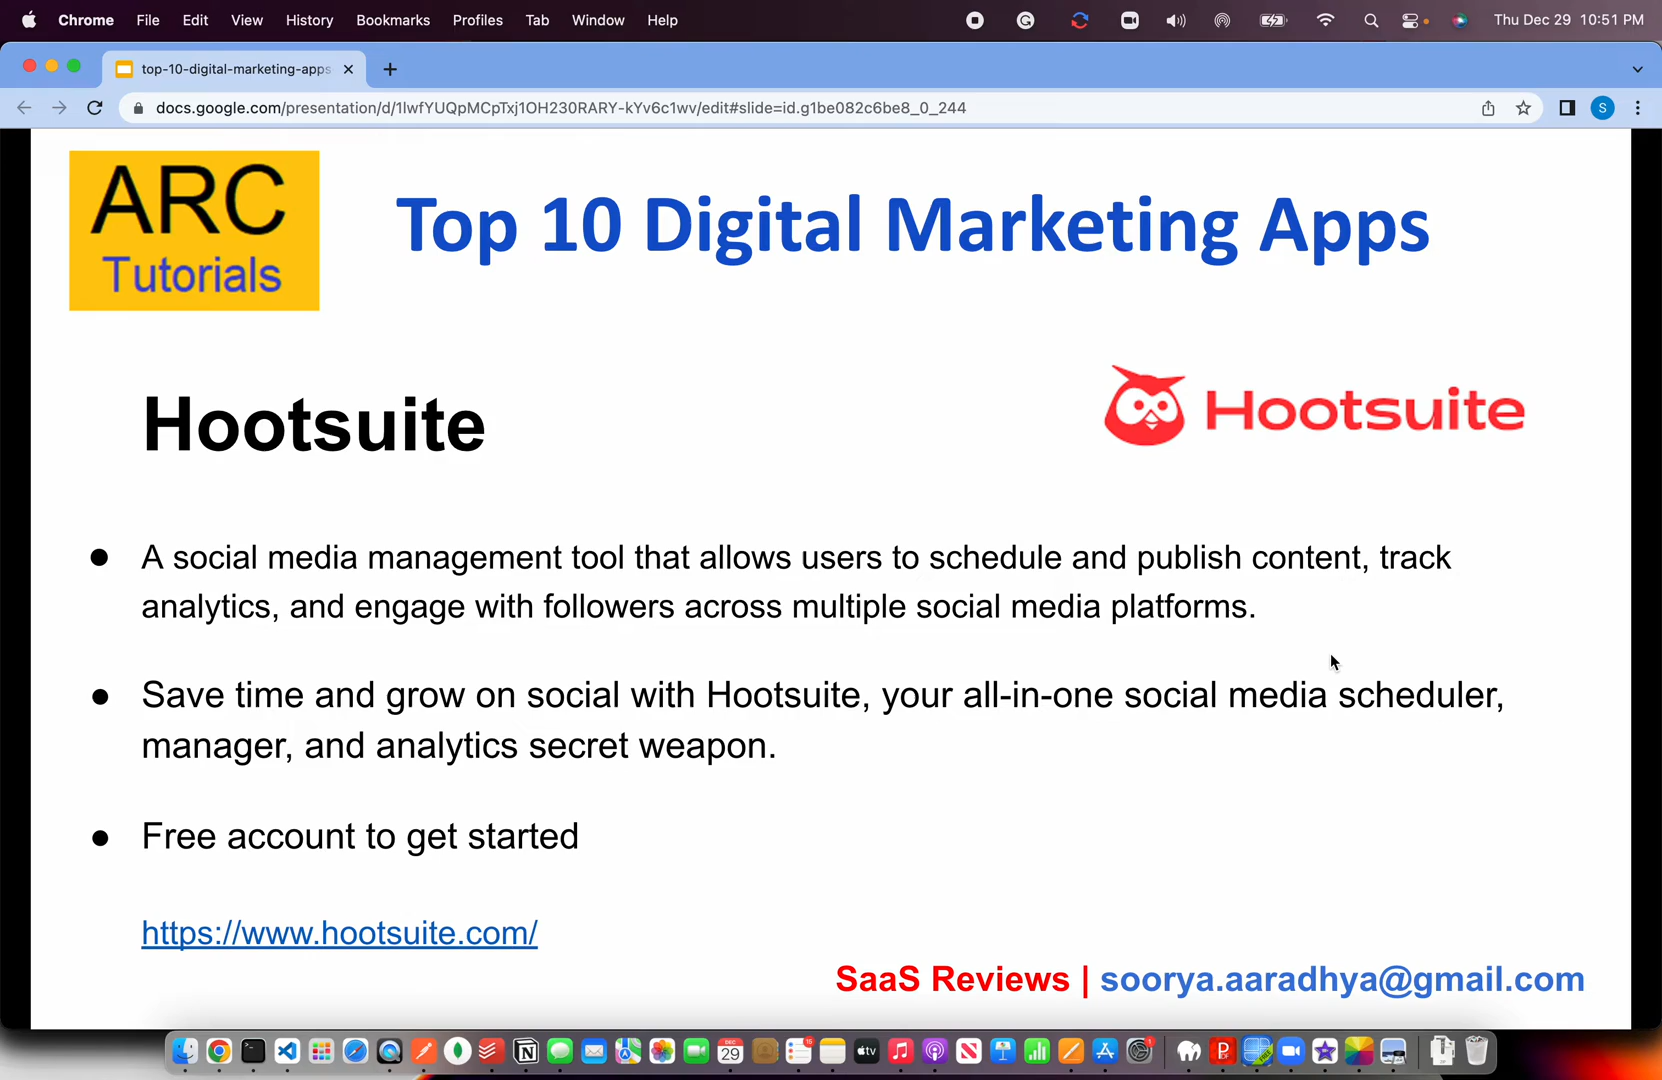 Chrome File Edit View History Bookmarks Profiles Tab Window Help Thu Dec 29 10:51 PM
top-10-digital-marketing-apps
docs.google.com/presentation/d/1lwfYUQpMCpTxj1OH230RARY-kYv6c1wv/edit#slide=id.g1be082c6be8_0_244
S
ARC
Tutorials
Top 10 Digital Marketing Apps
Hootsuite
Hootsuite
● A social media management tool that allows users to schedule and publish content, track
analytics, and engage with followers across multiple social media platforms.
● Save time and grow on social with Hootsuite, your all-in-one social media scheduler,
manager, and analytics secret weapon.
● Free account to get started
https://www.hootsuite.com/
SaaS Reviews | soorya.aaradhya@gmail.com
DEC
29
tv